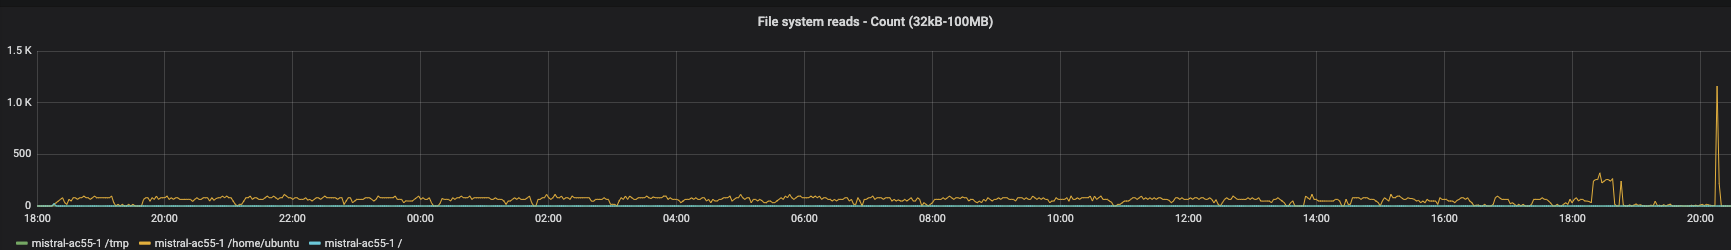 File system reads - Count (32kB-100MB)
1.5 K
1.0 K
500
0
18:00 20:00 22:00 00:00 02:00 04:00 06:00 08:00 10:00 12:00 14:00 16:00 18:00 20:00
mistral-ac55-1 /tmp mistral-ac55-1 /home/ubuntu mistral-ac55-1 /